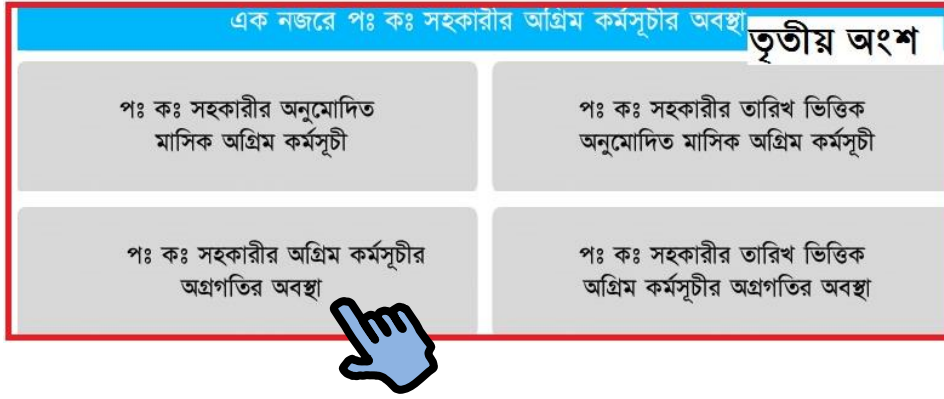 এক নজরে পঃ কঃ সহকারীর অগ্রিম কর্মসূচীর অবস্থা
তৃতীয় অংশ
পঃ কঃ সহকারীর অনুমোদিত
মাসিক অগ্রিম কর্মসূচী
পঃ কঃ সহকারীর তারিখ ভিত্তিক
অনুমোদিত মাসিক অগ্রিম কর্মসূচী
পঃ কঃ সহকারীর অগ্রিম কর্মসূচীর
অগ্রগতির অবস্থা
পঃ কঃ সহকারীর তারিখ ভিত্তিক
অগ্রিম কর্মসূচীর অগ্রগতির অবস্থা